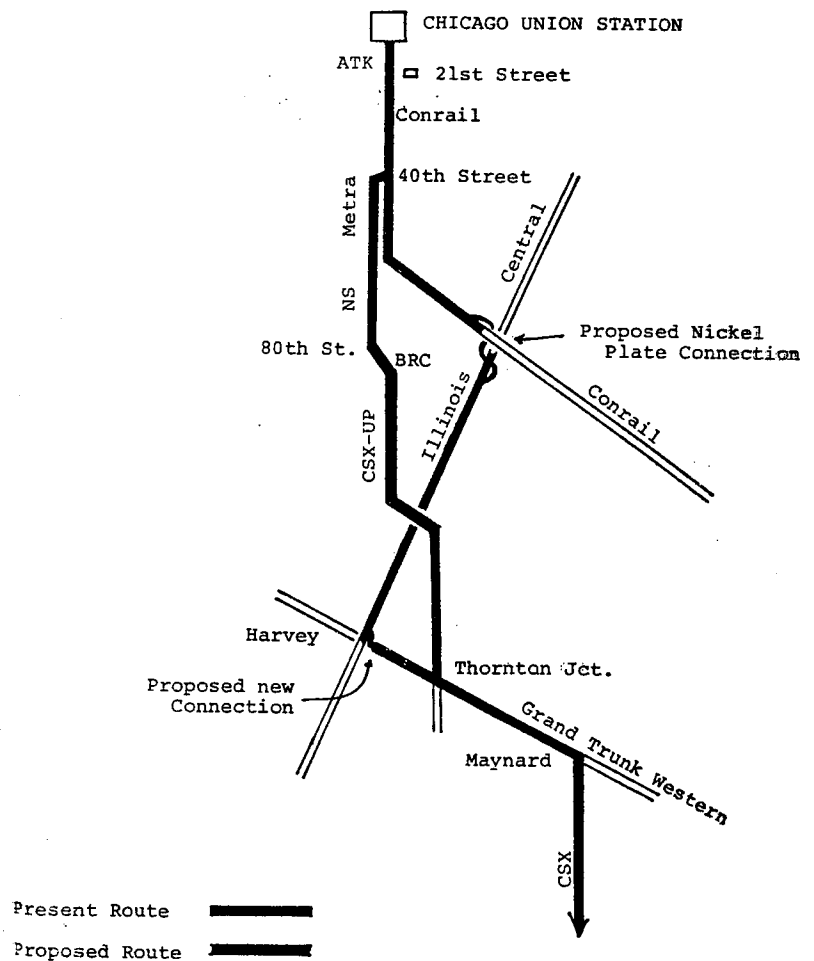 CHICAGO UNION STATION
ATK
21st Street
Conrail
40th Street
Metra
Central
NS
Proposed Nickel
Plate Connection
80th St.
BRC
Illinois
Conrail
CSX-UP
Harvey
Thornton Jct.
Proposed new
Connection
Grand Trunk Western
Maynard
CSX
Present Route
Proposed Route